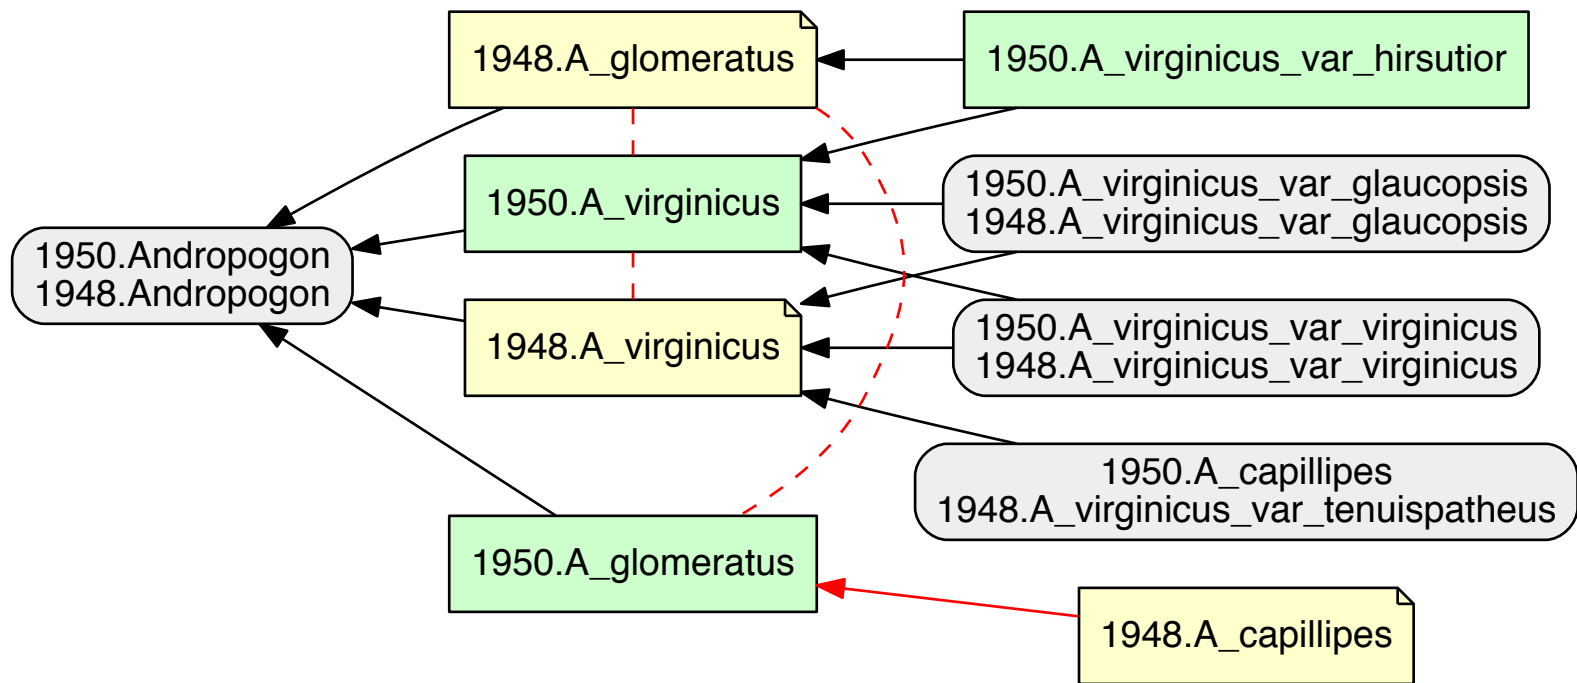 1948.A_glomeratus
1950.A_virginicus_var_hirsutior
1950.A_virginicus
1950.A_virginicus_var_glaucopsis
1948.A_virginicus_var_glaucopsis
1950.Andropogon
1948.Andropogon
1948.A_virginicus
1950.A_virginicus_var_virginicus
1948.A_virginicus_var_virginicus
1950.A_capillipes
1948.A_virginicus_var_tenuispatheus
1950.A_glomeratus
1948.A_capillipes